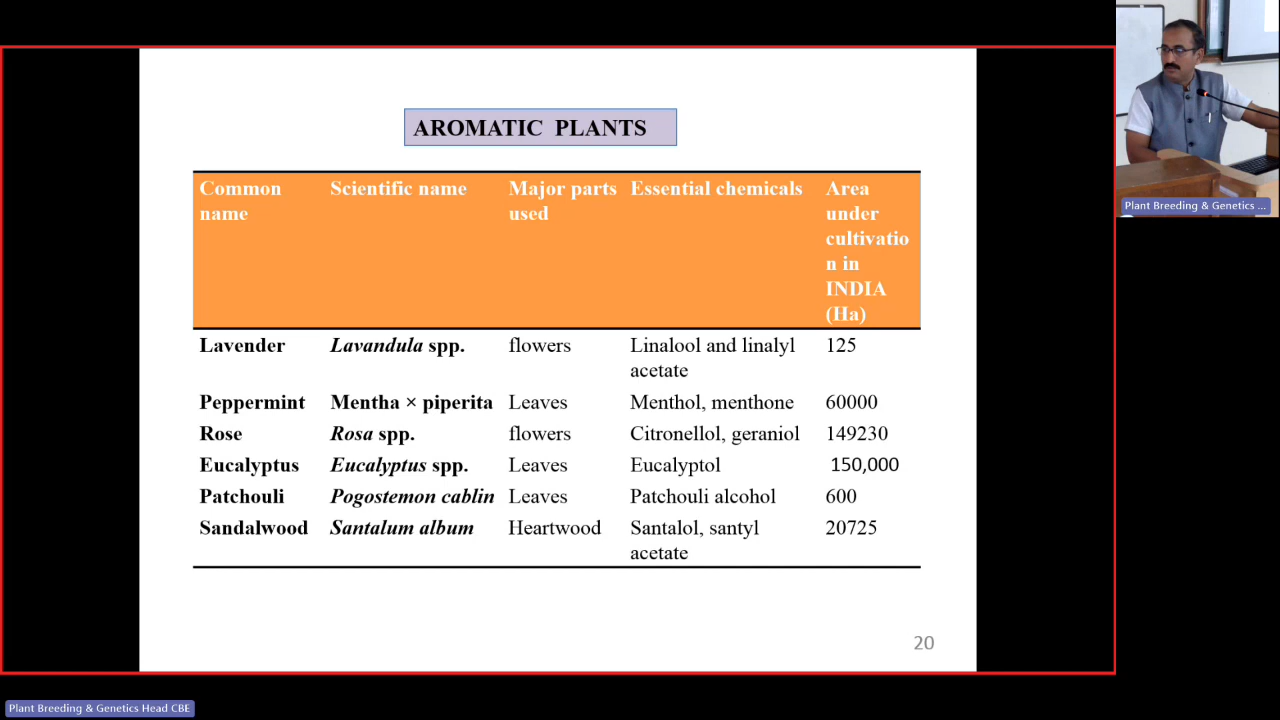 AROMATIC PLANTS
Common name
Scientific name
Major parts used
Essential chemicals
Area under cultivatio n in INDIA (Ha)
Lavender Lavandula spp. flowers Linalool and linalyl acetate 125
Peppermint Mentha × piperita Leaves Menthol, menthone 60000
Rose Rosa spp. flowers Citronellol, geraniol 149230
Eucalyptus Eucalyptus spp. Leaves Eucalyptol 150,000
Patchouli Pogostemon cablin Leaves Patchouli alcohol 600
Sandalwood Santalum album Heartwood Santalol, santyl acetate 20725
20
Plant Breeding & Genetics ...
Plant Breeding & Genetics Head CBE